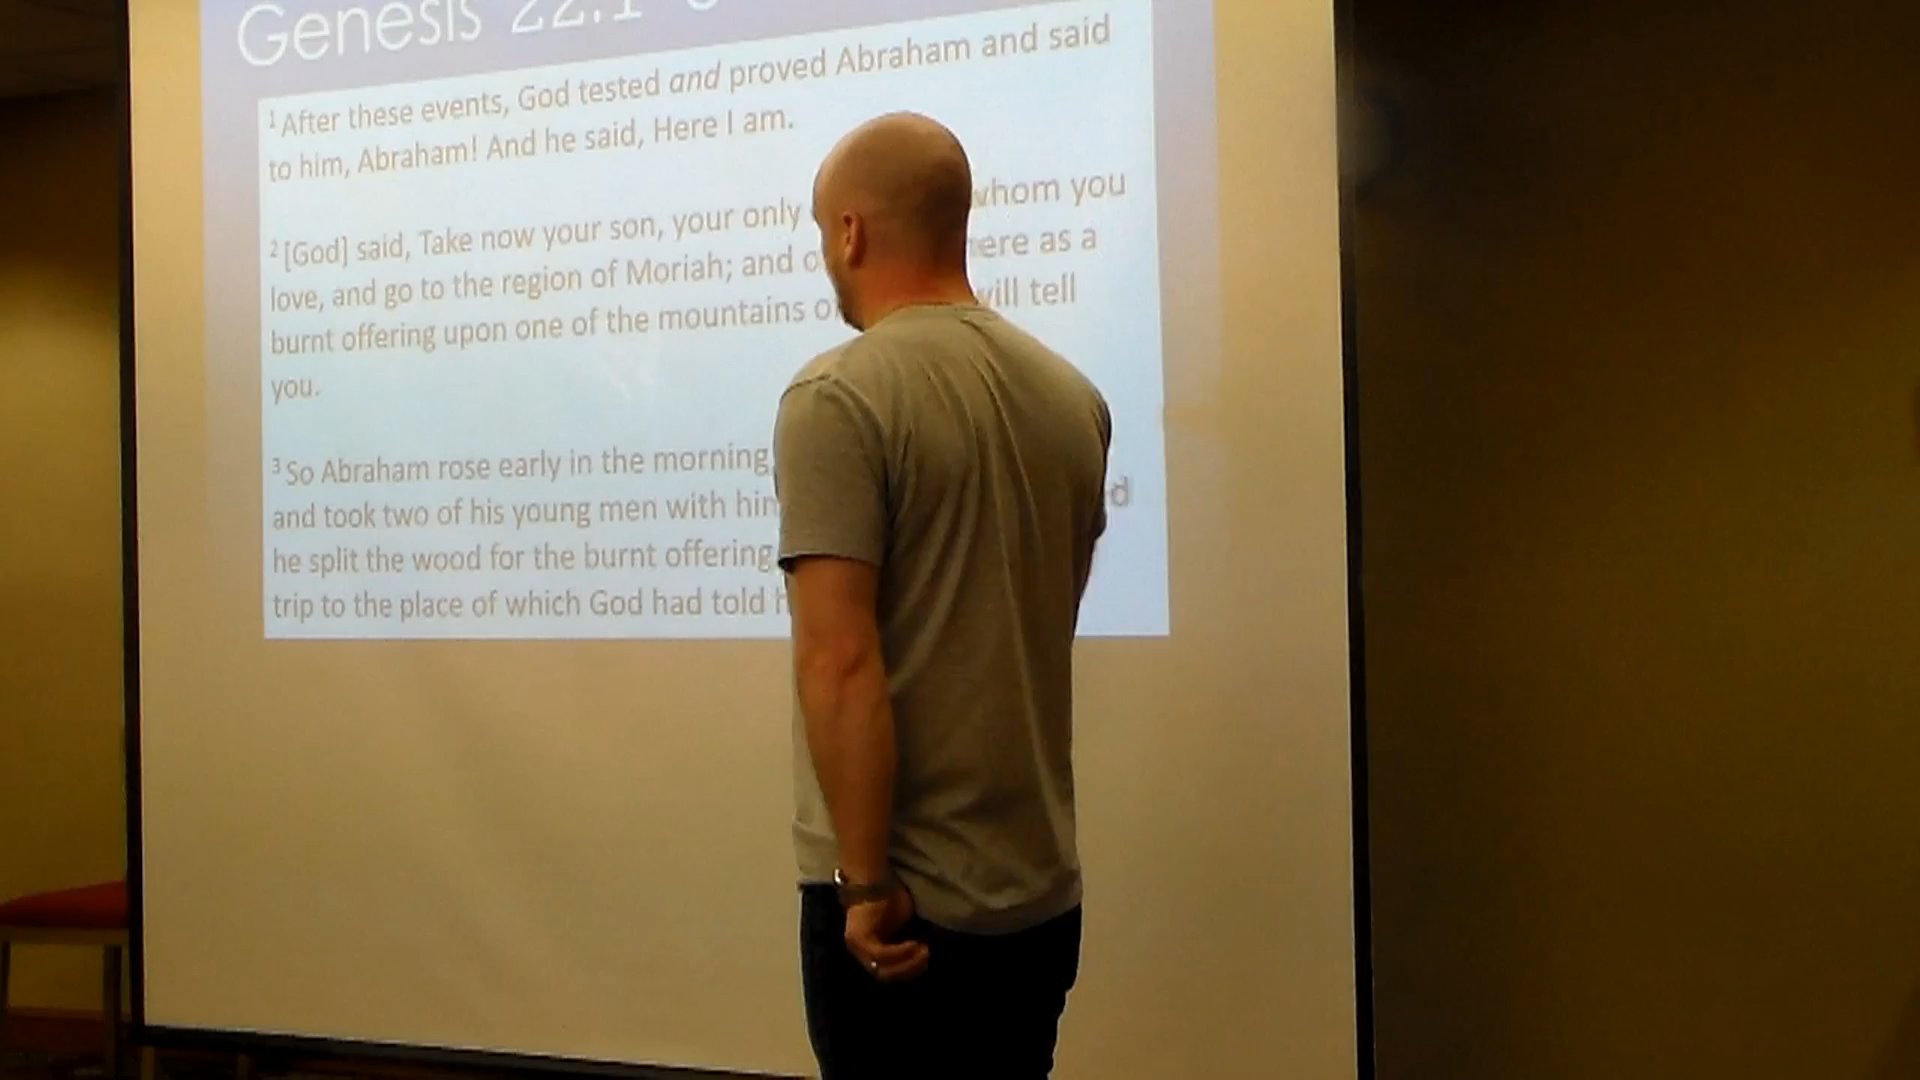 Genesis 22:1
1 After these events, God tested and proved Abraham and said
to him, Abraham! And he said, Here I am.
2 [God] said, Take now your son, your only whom you
love, and go to the region of Moriah; and as a
burnt offering upon one of the mountains will tell
you.
3 So Abraham rose early in the morning,
and took two of his young men with
he split the wood for the burnt offering
trip to the place of which God had told